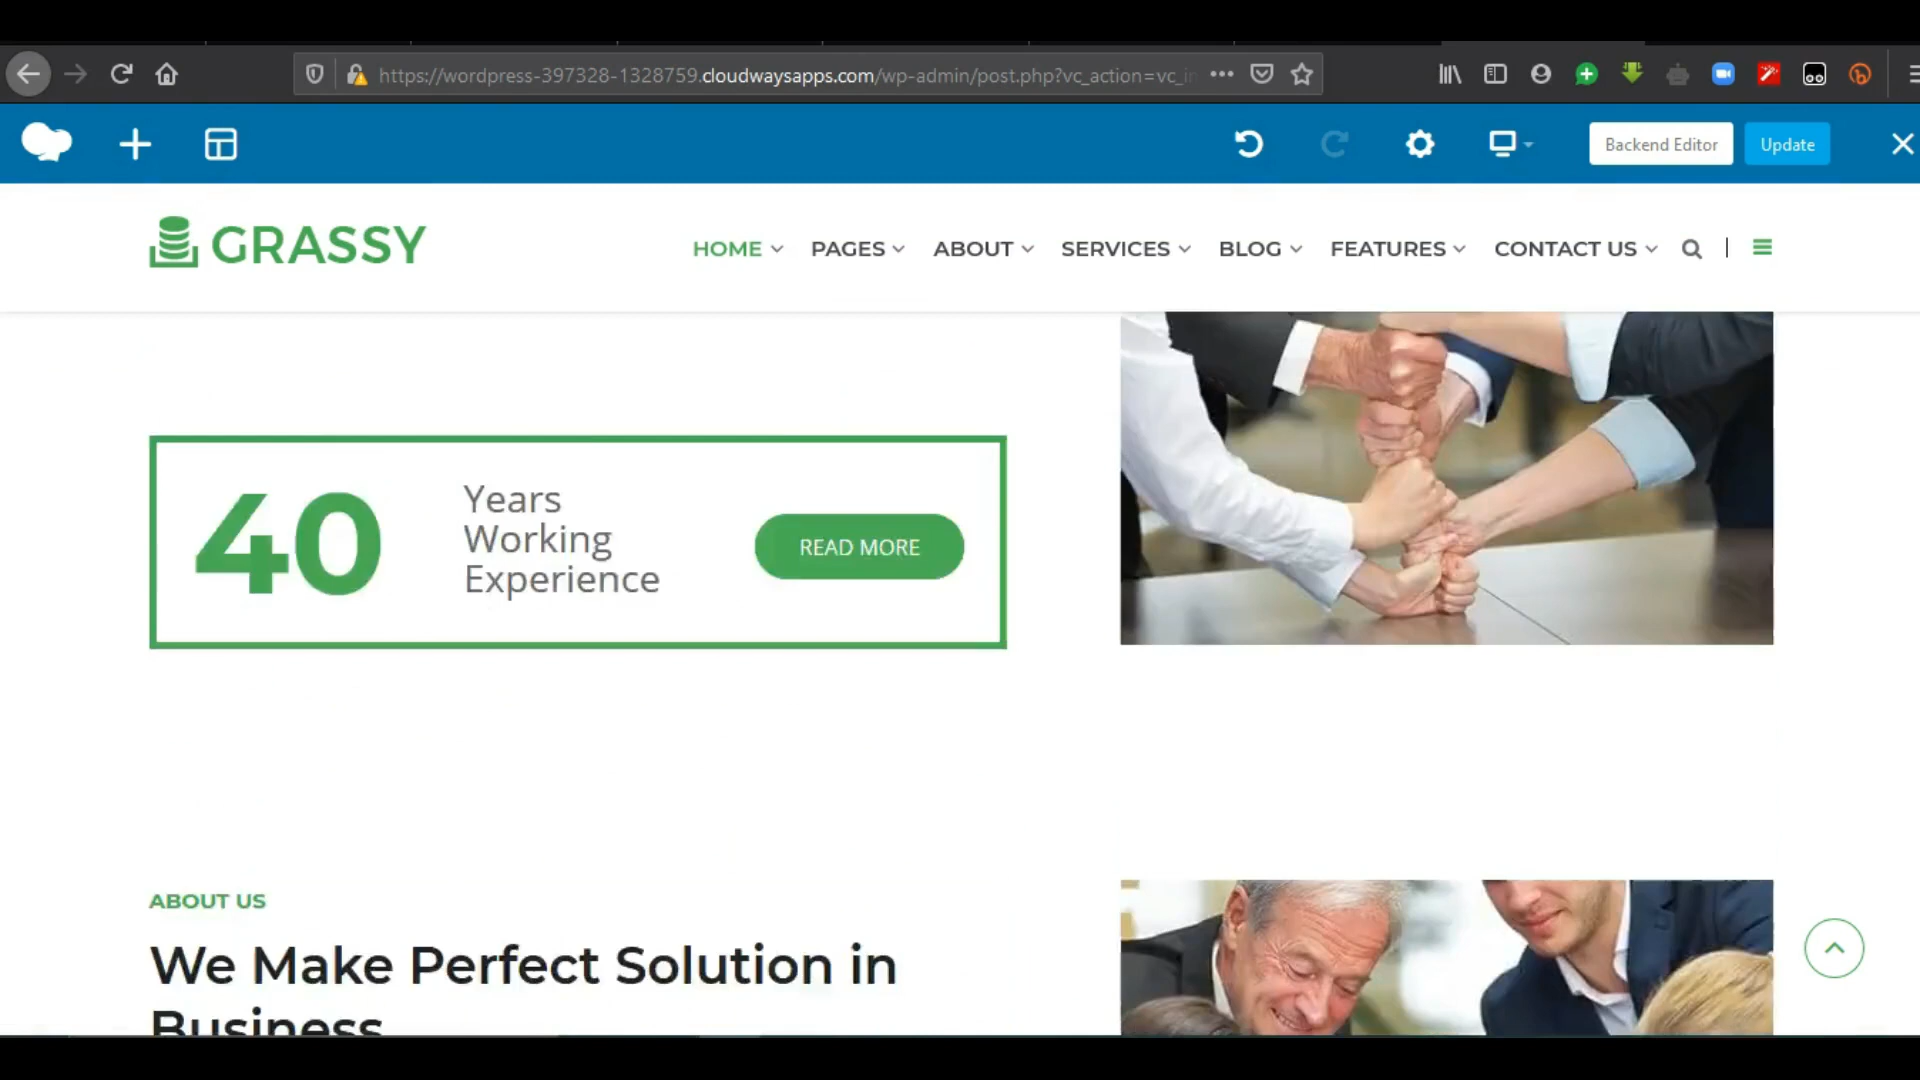 https://wordpress-397328-1328759.cloudwaysapps.com/wp-admin/post.php?vc_action=vc_i
Backend Editor
Update
GRASSY
HOME
PAGES
ABOUT
SERVICES
BLOG
FEATURES
CONTACT US
40
Years
Working
Experience
READ MORE
ABOUT US
We Make Perfect Solution in
Business